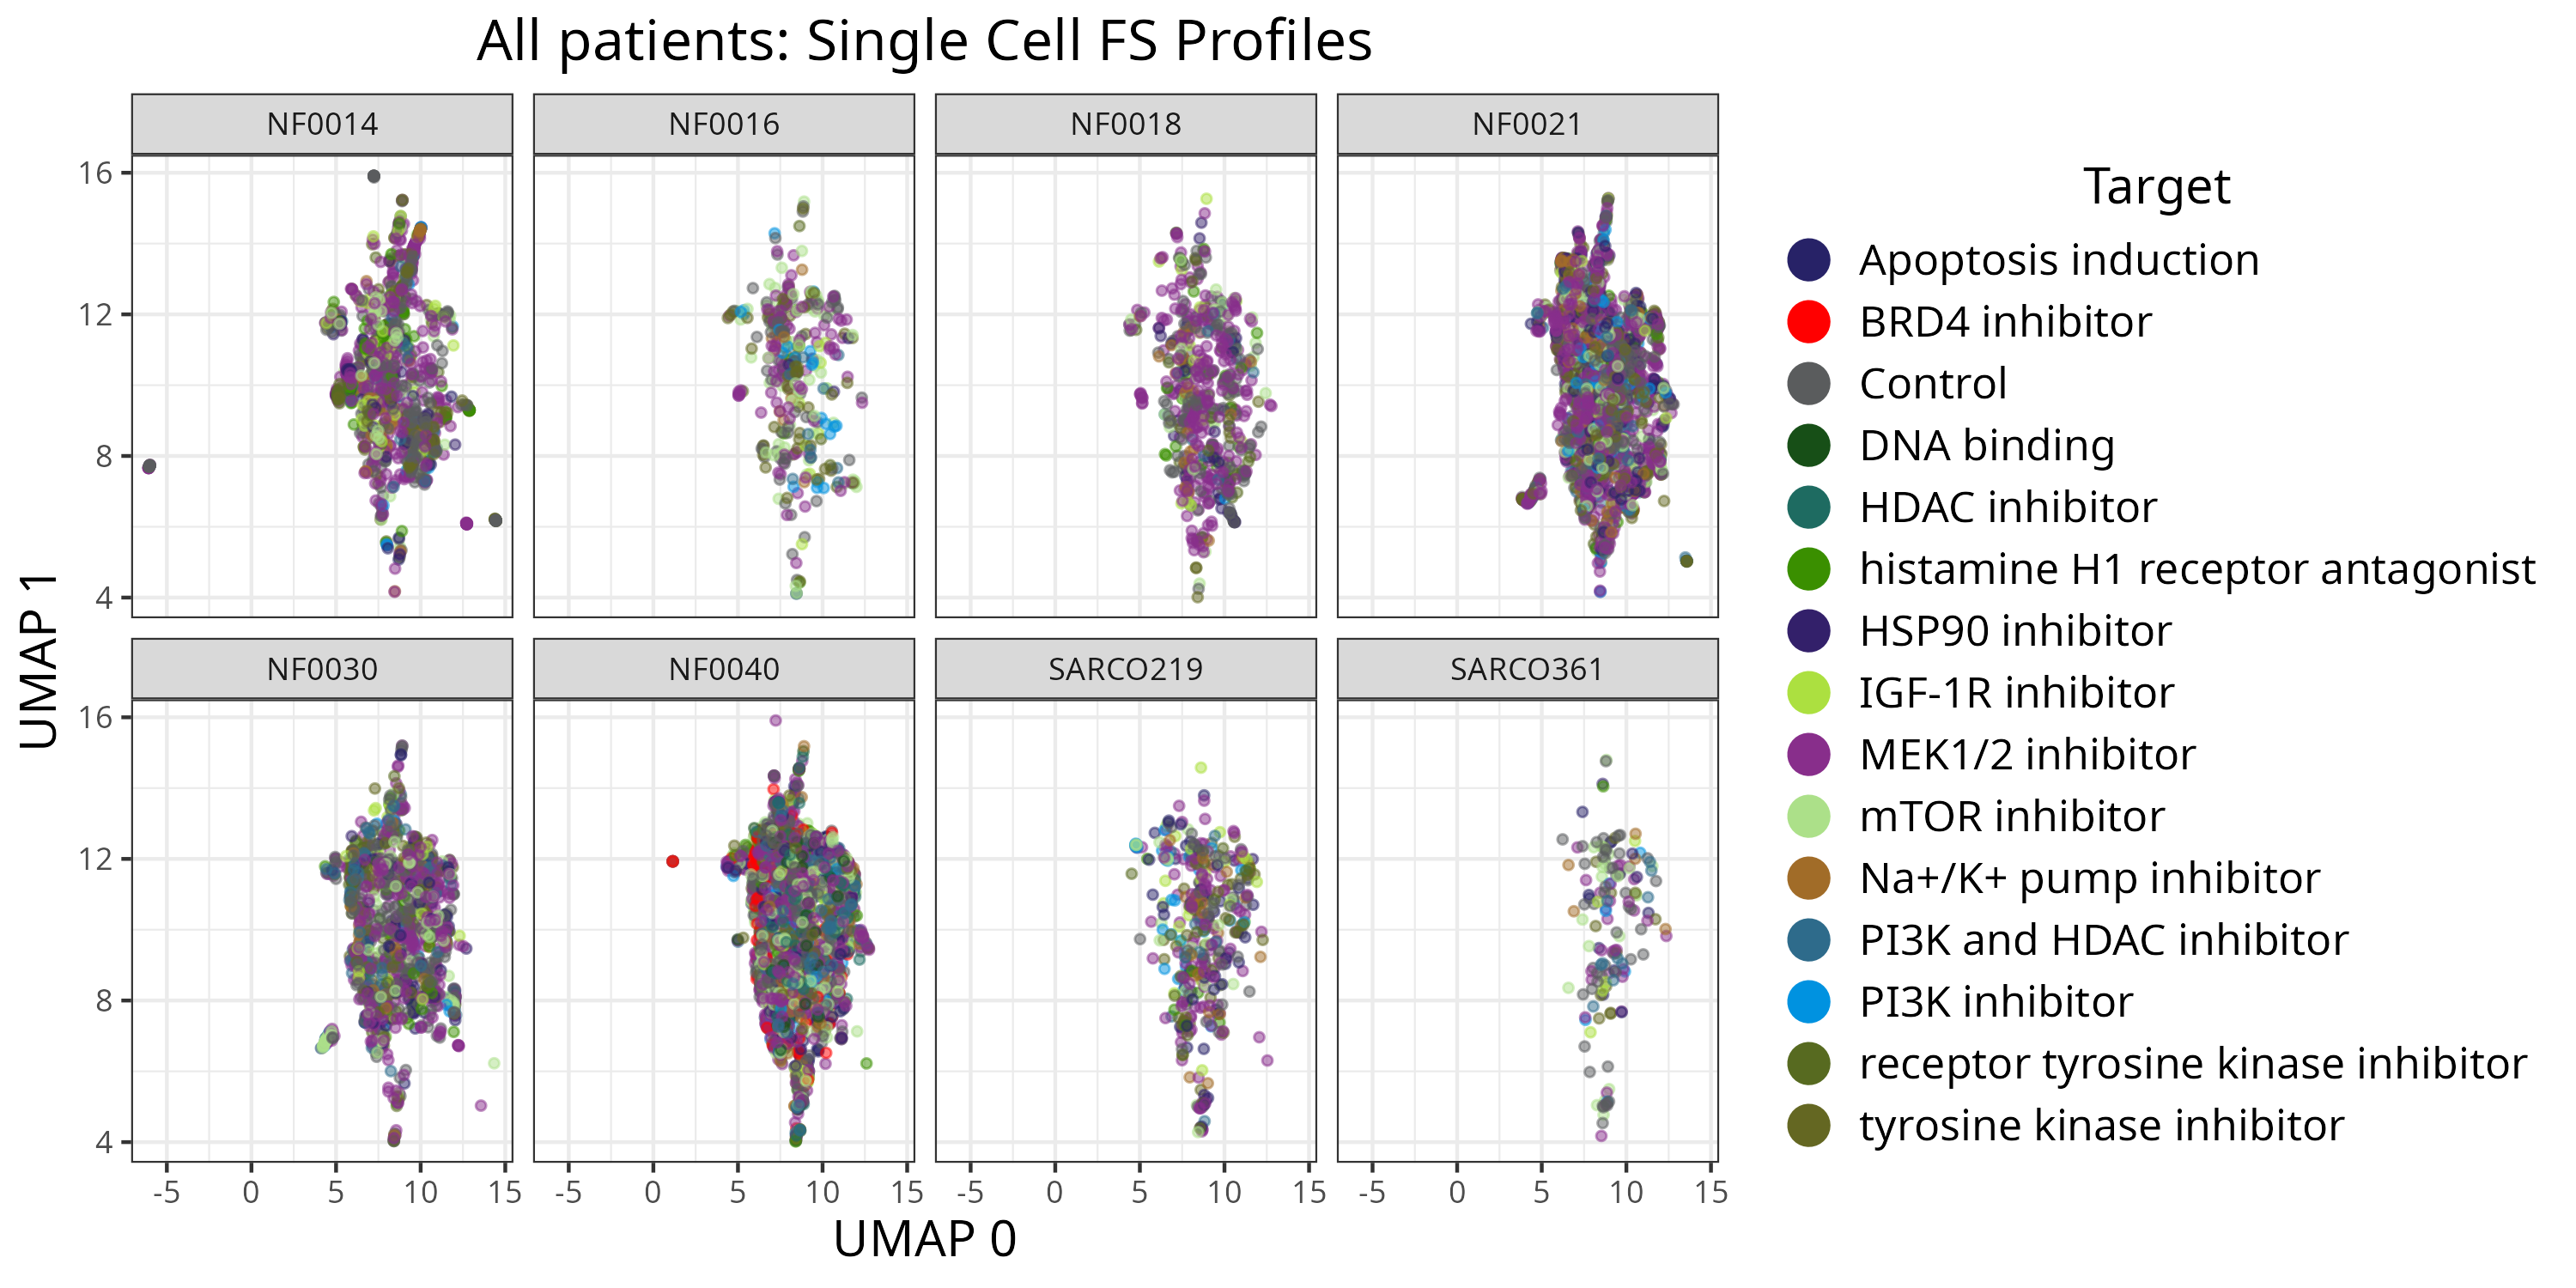 All patients: Single Cell FS Profiles
NF0014
NF0016
NF0018
NF0021
16
12
8
4
NF0030
NF0040
SARCO219
SARCO361
16
12
8
4
-5 0 5 10 15
-5 0 5 10 15
-5 0 5 10 15
-5 0 5 10 15
UMAP 0
UMAP 1
Target
Apoptosis induction
BRD4 inhibitor
Control
DNA binding
HDAC inhibitor
histamine H1 receptor antagonist
HSP90 inhibitor
IGF-1R inhibitor
MEK1/2 inhibitor
mTOR inhibitor
Na+/K+ pump inhibitor
PI3K and HDAC inhibitor
PI3K inhibitor
receptor tyrosine kinase inhibitor
tyrosine kinase inhibitor